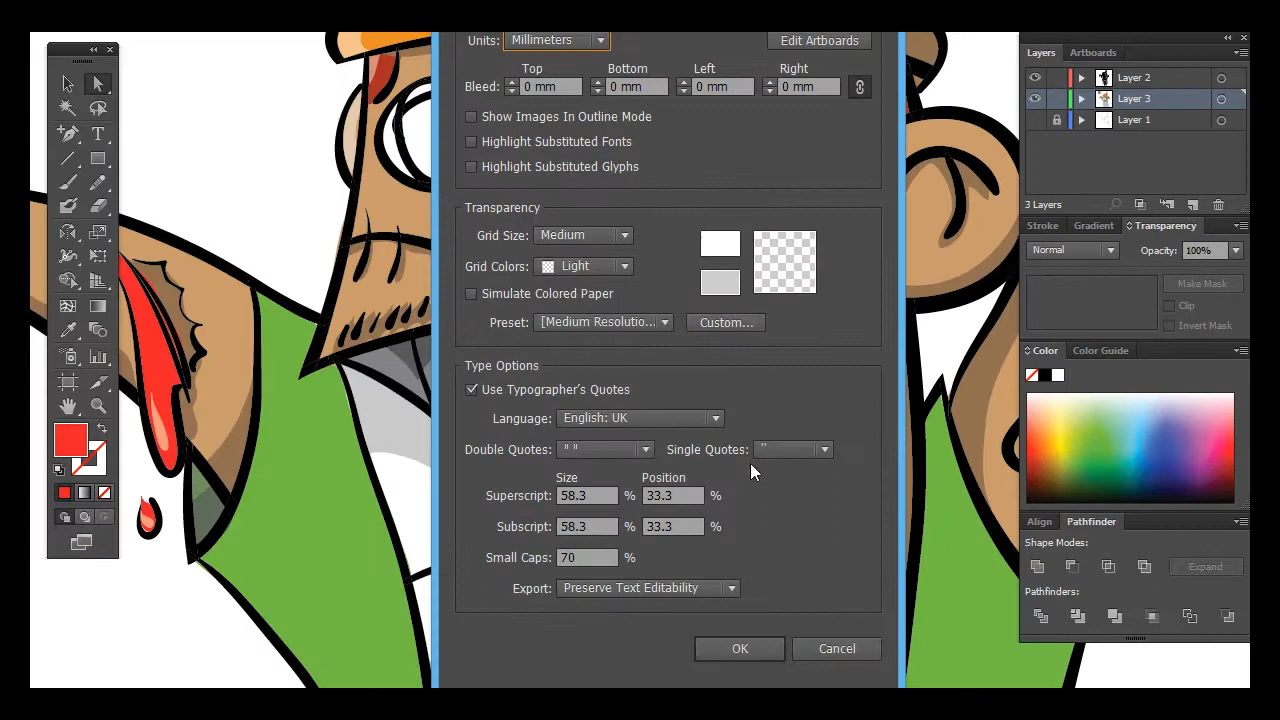 Units: Millimeters Edit Artboards
Top Bottom Left Right
Bleed: 0 mm 0 mm 0 mm 0 mm
Show Images In Outline Mode
Highlight Substituted Fonts
Highlight Substituted Glyphs
Transparency
Grid Size: Medium
Grid Colors: Light
Simulate Colored Paper
Preset: [Medium Resolutio... Custom...
Type Options
Use Typographer's Quotes
Language: English: UK
Double Quotes: " " Single Quotes: ''
Size Position
Superscript: 58.3 % 33.3 %
Subscript: 58.3 % 33.3 %
Small Caps: 70 %
Export: Preserve Text Editability
OK Cancel
Layers Artboards
Layer 2
Layer 3
Layer 1
3 Layers
Stroke Gradient Transparency
Normal Opacity: 100%
Make Mask
Clip
Invert Mask
Color Color Guide
Align Pathfinder
Shape Modes:
Expand
Pathfinders: